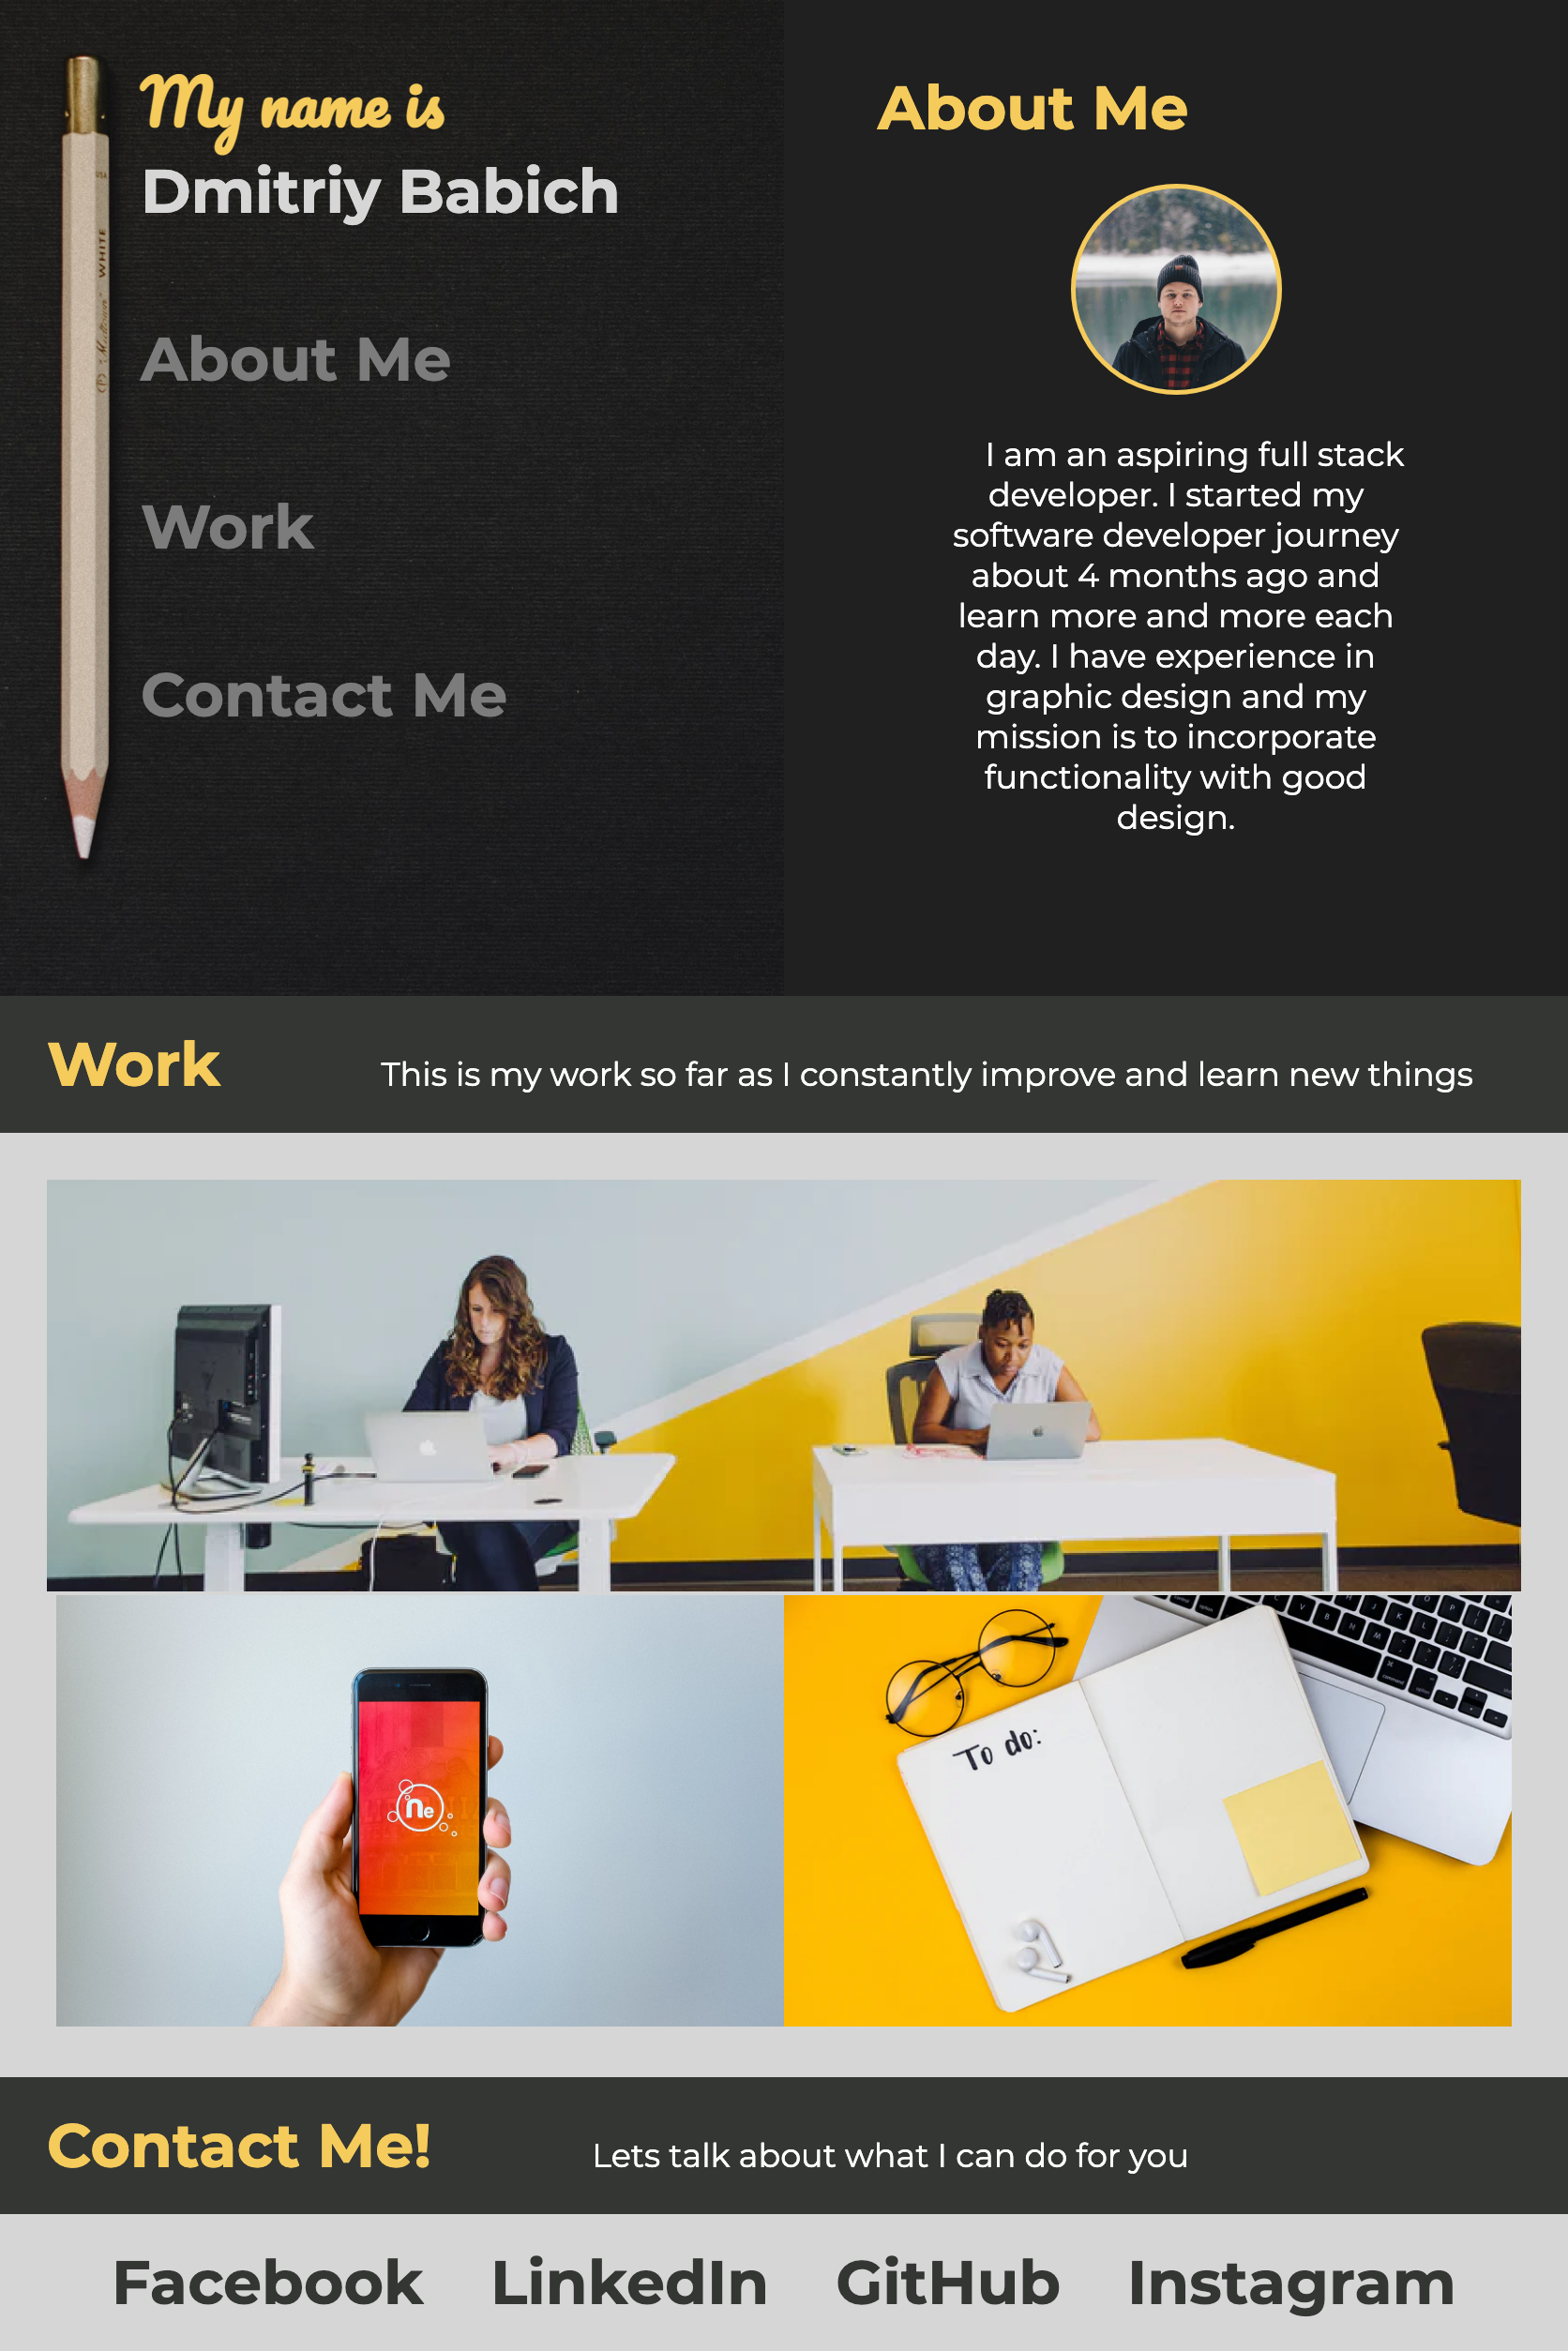 My name is
Dmitriy Babich
About Me
Work
Contact Me
WHITE
About Me
I am an aspiring full stack
developer. I started my
software developer journey
about 4 months ago and
learn more and more each
day. I have experience in
graphic design and my
mission is to incorporate
functionality with good
design.
Work
This is my work so far as I constantly improve and learn new things
Ne
To do:
Contact Me!
Lets talk about what I can do for you
Facebook
LinkedIn
GitHub
Instagram